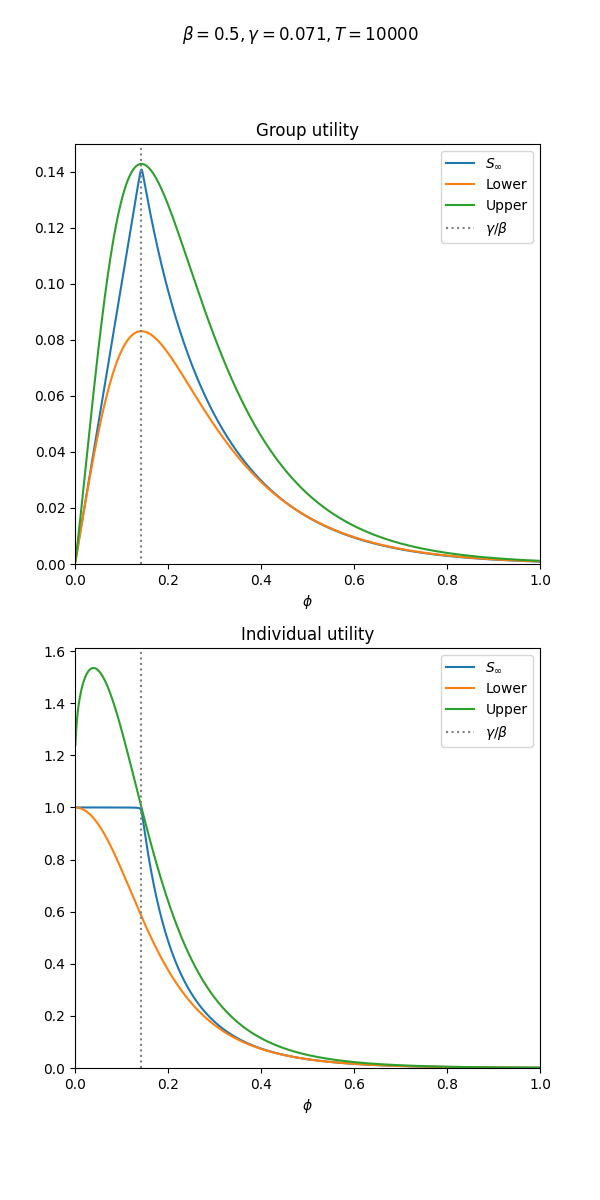 β = 0.5, γ = 0.071, T = 10000
Group utility
0.14
0.12
0.10
0.08
0.06
0.04
0.02
0.00
S∞
Lower
Upper
γ/β
0.0 0.2 0.4 0.6 0.8 1.0
ϕ
Individual utility
1.6
1.4
1.2
1.0
0.8
0.6
0.4
0.2
0.0
S∞
Lower
Upper
γ/β
0.0 0.2 0.4 0.6 0.8 1.0
ϕ